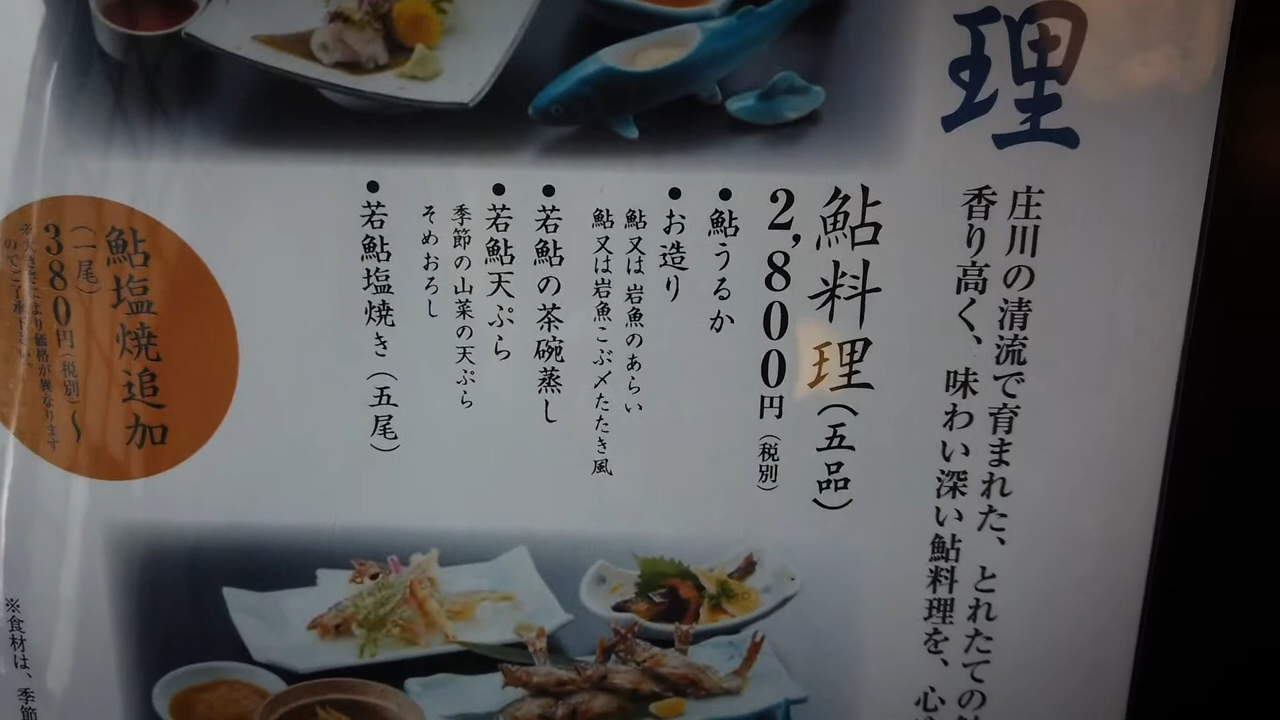 理
庄川の清流で育まれた、とれたての
香り高く、味わい深い鮎料理を、心
鮎料理(五品)
2,800円(税別)
●鮎うるか
●お造り
鮎又は岩魚のあらい
鮎又は岩魚こぶ〆たたき風
●若鮎の茶碗蒸し
●若鮎天ぷら
季節の山菜の天ぷら
そめおろし
●若鮎塩焼き(五尾)
鮎塩焼追加
(一尾)
380円(税別)〜
より価格が異なります
※食材は、季節